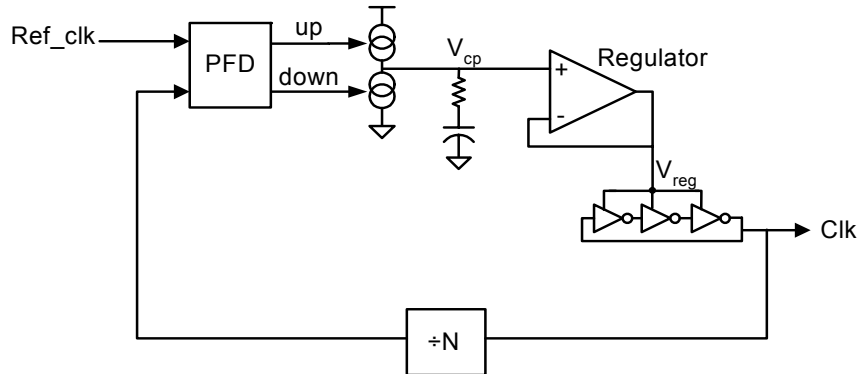 Ref_clk
PFD
up
down
V_cp
+
-
Regulator
V_reg
Clk
÷N